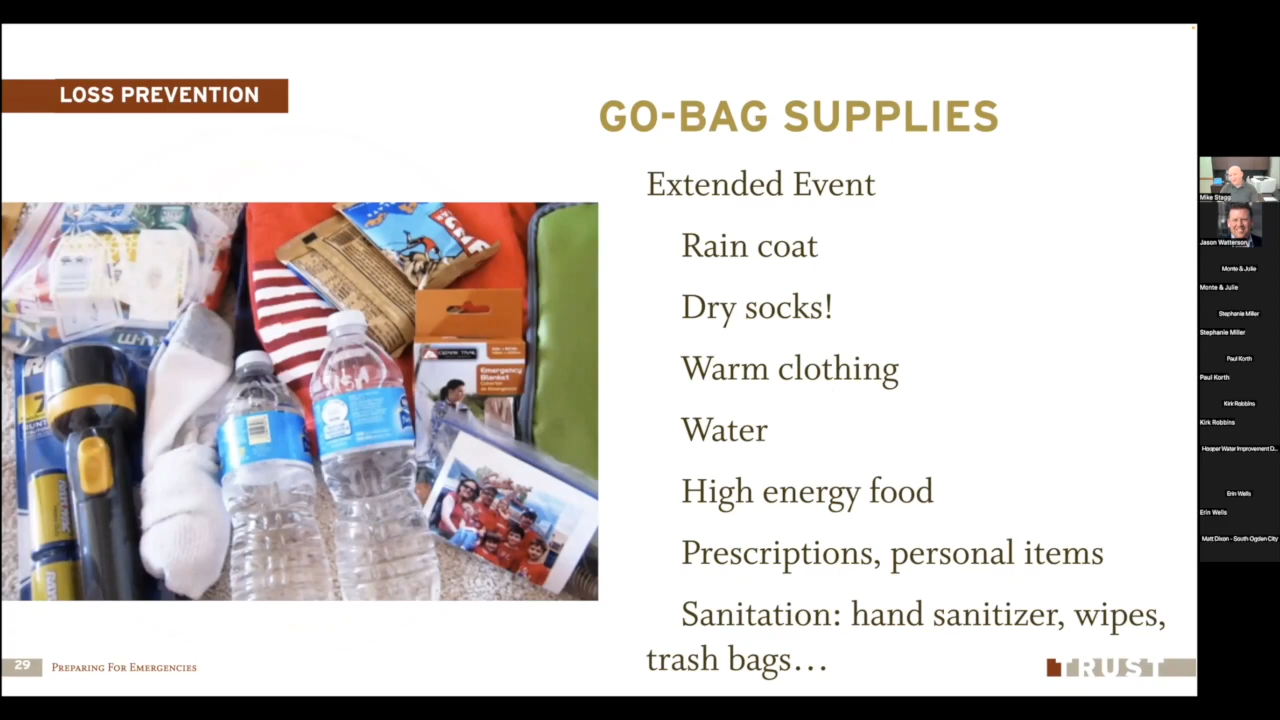 LOSS PREVENTION
GO-BAG SUPPLIES
Extended Event
Rain coat
Dry socks!
Warm clothing
Water
High energy food
Prescriptions, personal items
Sanitation: hand sanitizer, wipes,
trash bags…
Emergency
Blanket
29
PREPARING FOR EMERGENCIES
TRUST
Mike Stagg
Jason Watterson
Monte & Julie
Monte & Julie
Stephanie Miller
Stephanie Miller
Paul Korth
Paul Korth
Kirk Robbins
Kirk Robbins
Hooper Water Improvement D...
Erin Wells
Erin Wells
Matt Dixon - South Ogden City